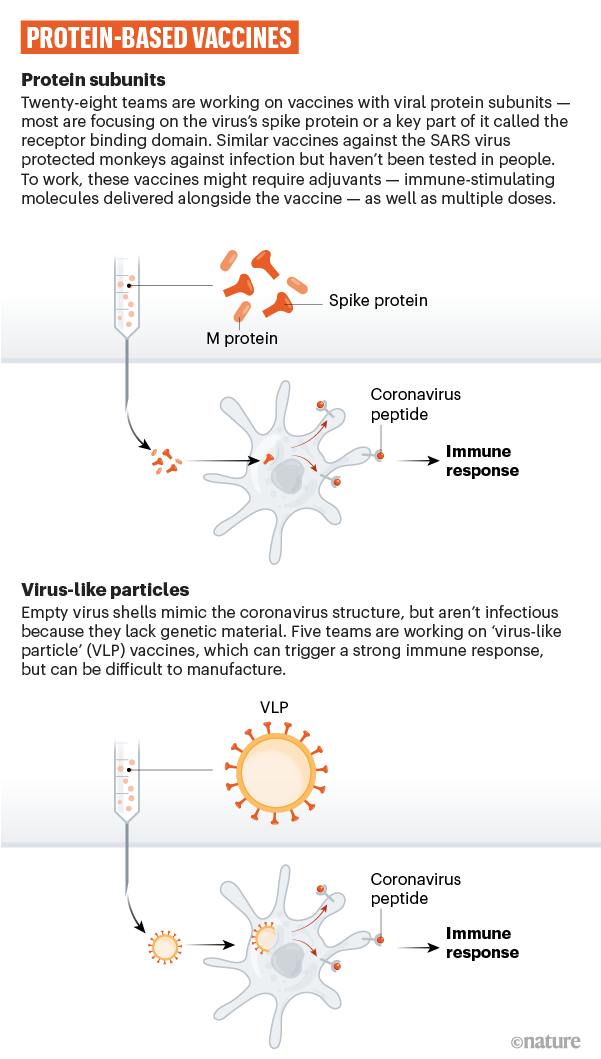 PROTEIN-BASED VACCINES
Protein subunits
Twenty-eight teams are working on vaccines with viral protein subunits —
most are focusing on the virus’s spike protein or a key part of it called the
receptor binding domain. Similar vaccines against the SARS virus
protected monkeys against infection but haven’t been tested in people.
To work, these vaccines might require adjuvants — immune-stimulating
molecules delivered alongside the vaccine — as well as multiple doses.
Spike protein
M protein
Coronavirus
peptide
Immune
response
Virus-like particles
Empty virus shells mimic the coronavirus structure, but aren’t infectious
because they lack genetic material. Five teams are working on ‘virus-like
particle’ (VLP) vaccines, which can trigger a strong immune response,
but can be difficult to manufacture.
VLP
Coronavirus
peptide
Immune
response
©nature